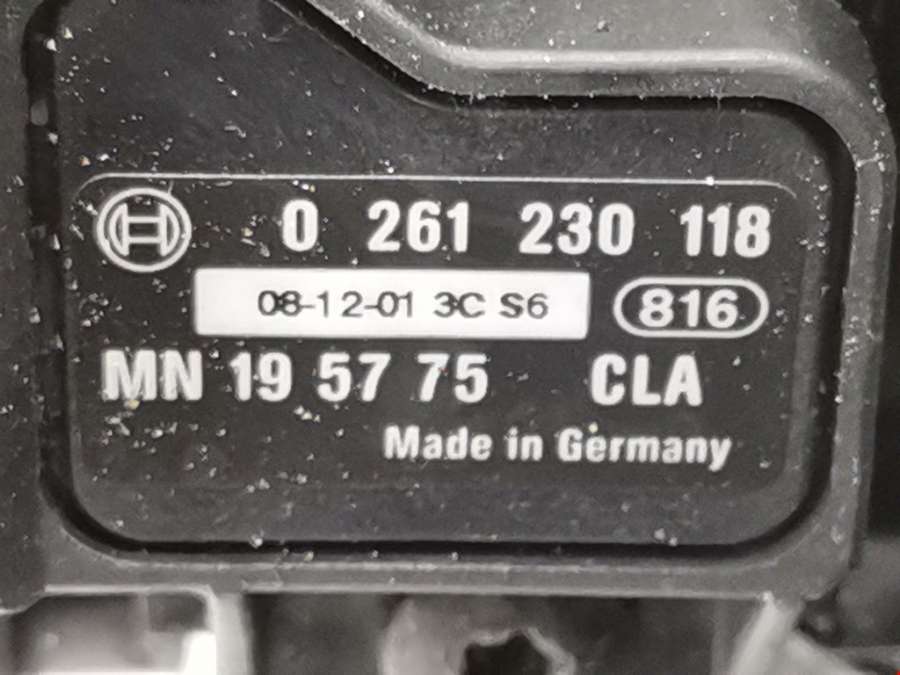 0 261 230 118
08-12-01 3C S6 816
MN 19 57 75 CLA
Made in Germany